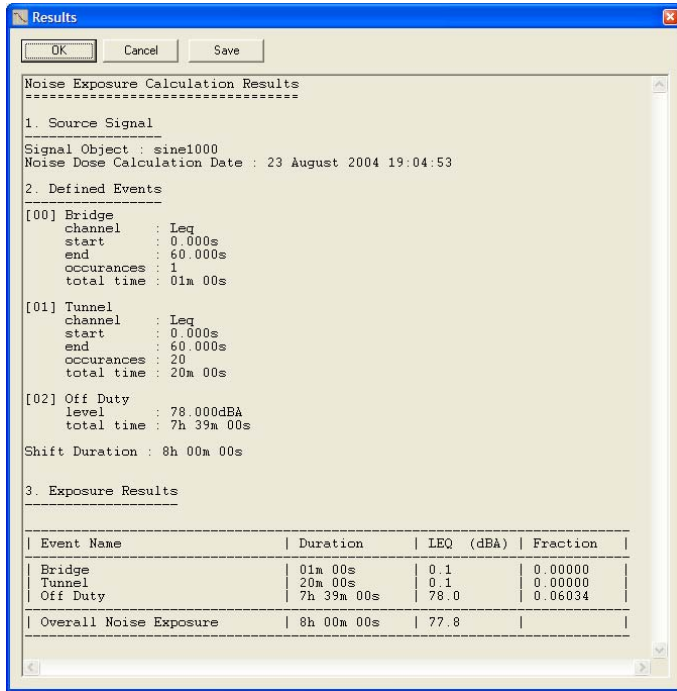 Results
OK Cancel Save
Noise Exposure Calculation Results
==================================
1. Source Signal
-----------------
Signal Object : sine1000
Noise Dose Calculation Date : 23 August 2004 19:04:53
2. Defined Events
-----------------
[00] Bridge
channel : Leq
start : 0.000s
end : 60.000s
occurances : 1
total time : 01m 00s
[01] Tunnel
channel : Leq
start : 0.000s
end : 60.000s
occurances : 20
total time : 20m 00s
[02] Off Duty
level : 78.000dBA
total time : 7h 39m 00s
Shift Duration : 8h 00m 00s
3. Exposure Results
-------------------
---------------------------------------------------------------------------
| Event Name | Duration | LEQ (dBA) | Fraction |
---------------------------------------------------------------------------
| Bridge | 01m 00s | 0.1 | 0.00000 |
| Tunnel | 20m 00s | 0.1 | 0.00000 |
| Off Duty | 7h 39m 00s | 78.0 | 0.06034 |
---------------------------------------------------------------------------
| Overall Noise Exposure | 8h 00m 00s | 77.8 | |
---------------------------------------------------------------------------